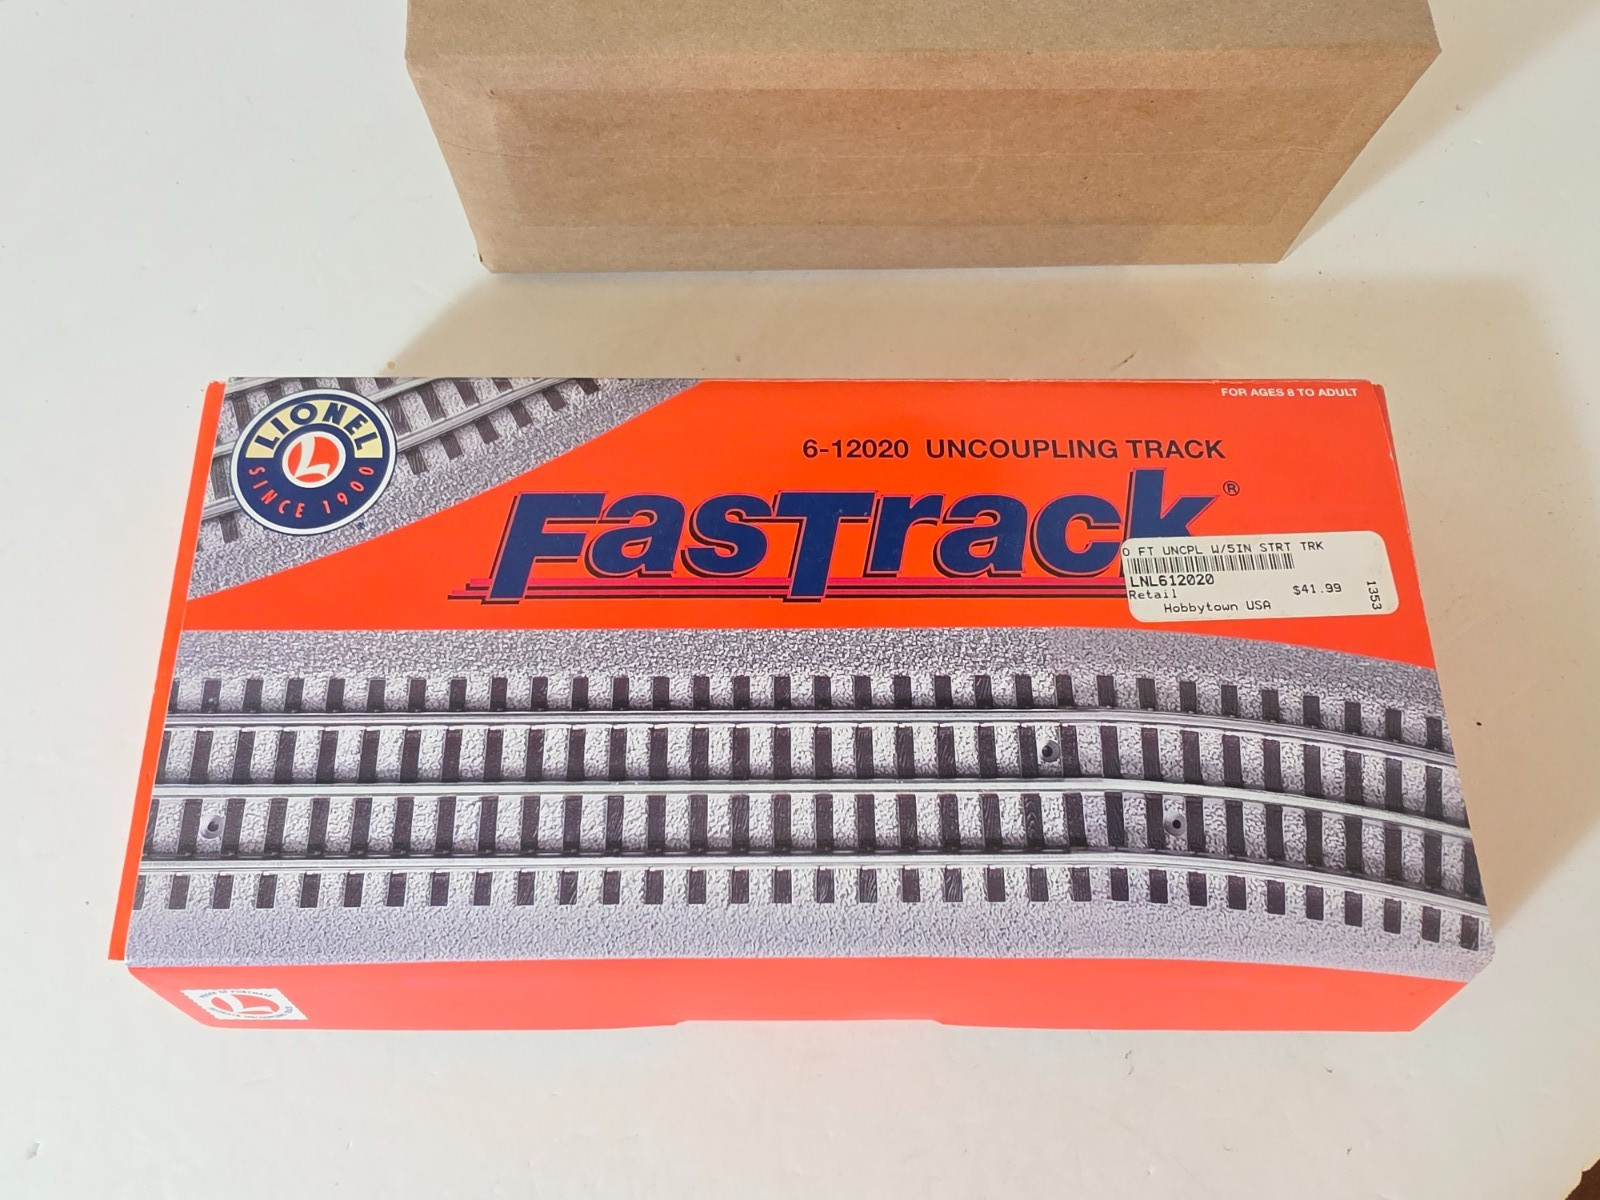 FOR AGES 8 TO ADULT
LIONEL
SINCE 1900
6-12020 UNCOUPLING TRACK
FasTrack®
O FT UNCPL W/5IN STRT TRK
LNL612020
Retail
$41.99
Hobbytown USA
1353